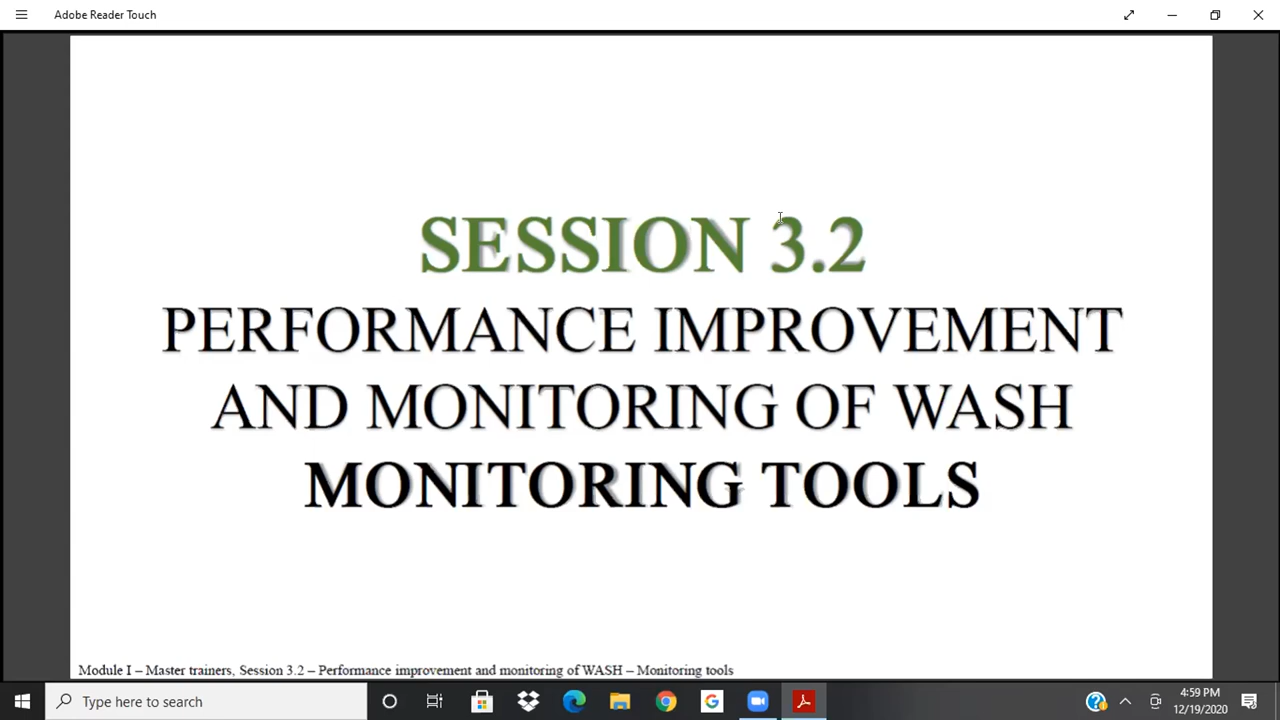 Adobe Reader Touch
SESSION 3.2
PERFORMANCE IMPROVEMENT
AND MONITORING OF WASH
MONITORING TOOLS
Module I – Master trainers, Session 3.2 – Performance improvement and monitoring of WASH – Monitoring tools
Type here to search
4:59 PM
12/19/2020